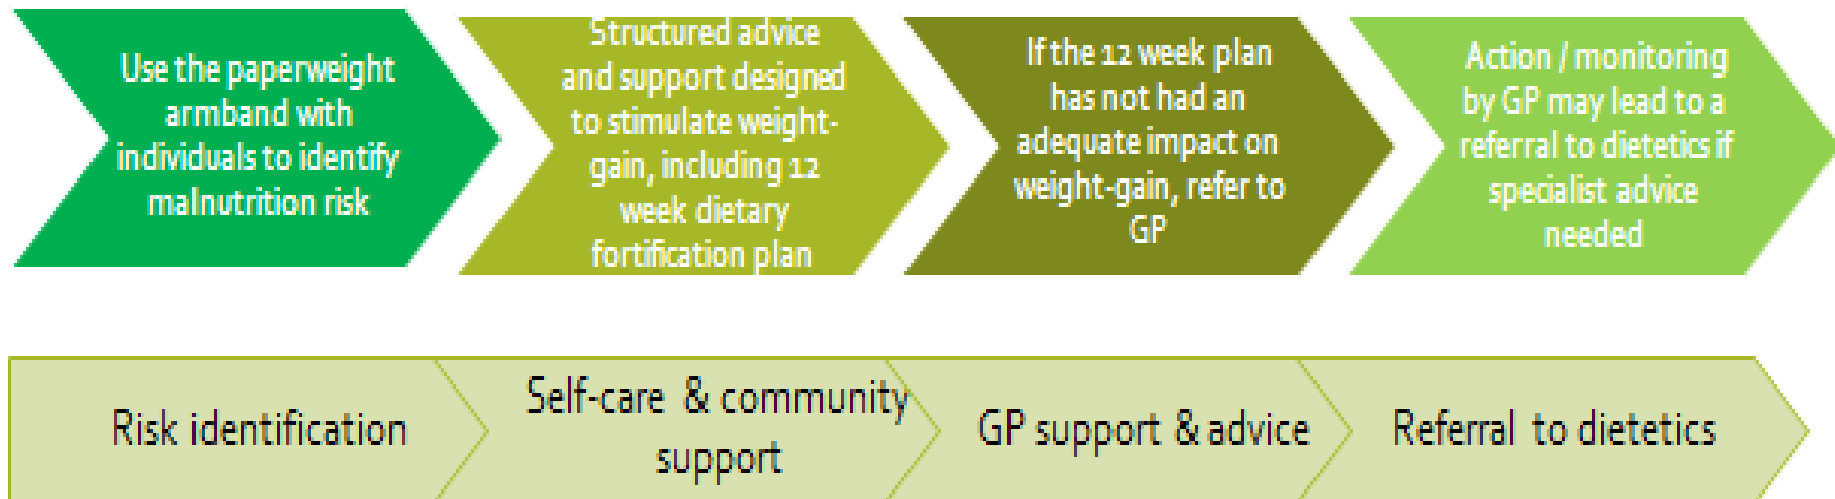 Use the paperweight
armband with
individuals to identify
malnutrition risk
Structured advice
and support designed
to stimulate weight-
gain, including 12
week dietary
fortification plan
If the 12 week plan
has not had an
adequate impact on
weight-gain, refer to
GP
Action / monitoring
by GP may lead to a
referral to dietetics if
specialist advice
needed
Risk identification
Self-care & community
support
GP support & advice
Referral to dietetics